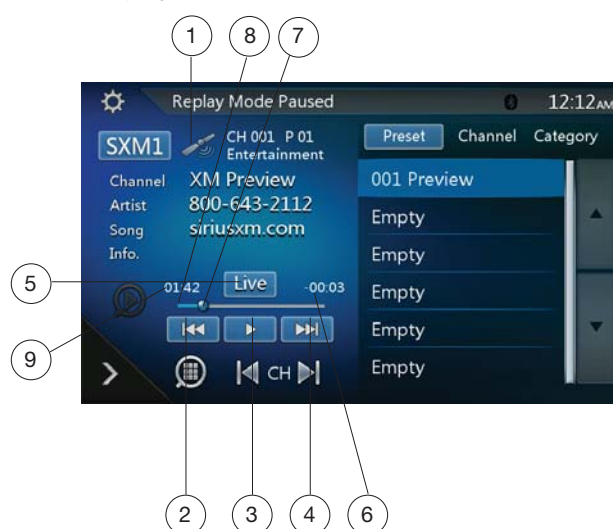 1 8 7
Replay Mode Paused 12:12AM
SXM1 CH 001 P 01 Entertainment
Preset Channel Category
Channel XM Preview
Artist 800-643-2112
Song siriusxm.com
Info.
001 Preview
Empty
Empty
Empty
Empty
Empty
5 01:42 Live -00:03
9
CH
2 3 4 6